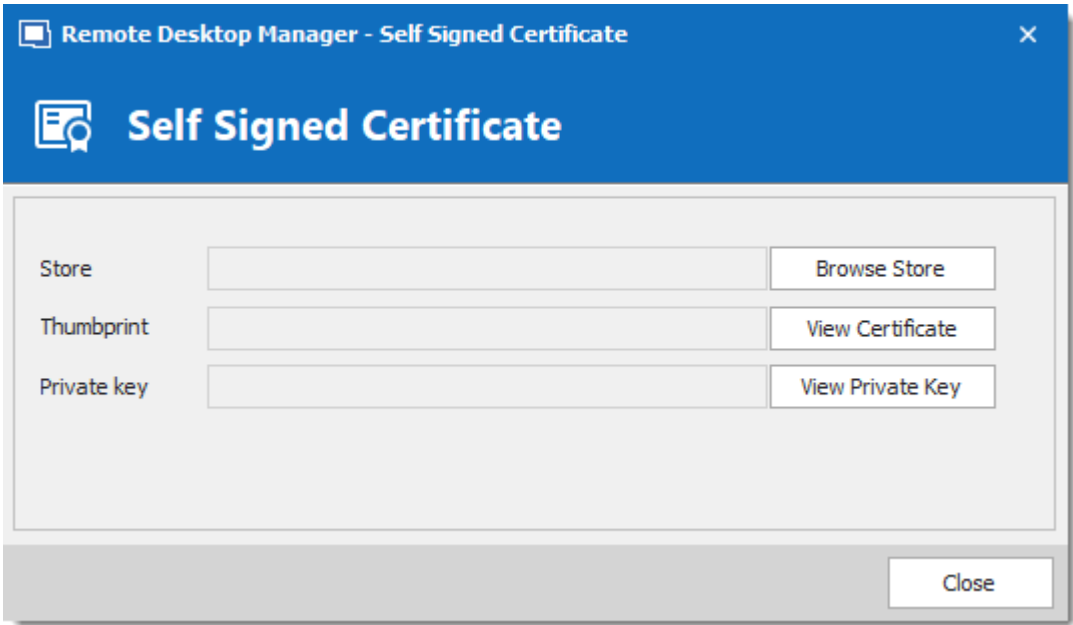 Remote Desktop Manager - Self Signed Certificate
Self Signed Certificate
Store Browse Store
Thumbprint View Certificate
Private key View Private Key
Close